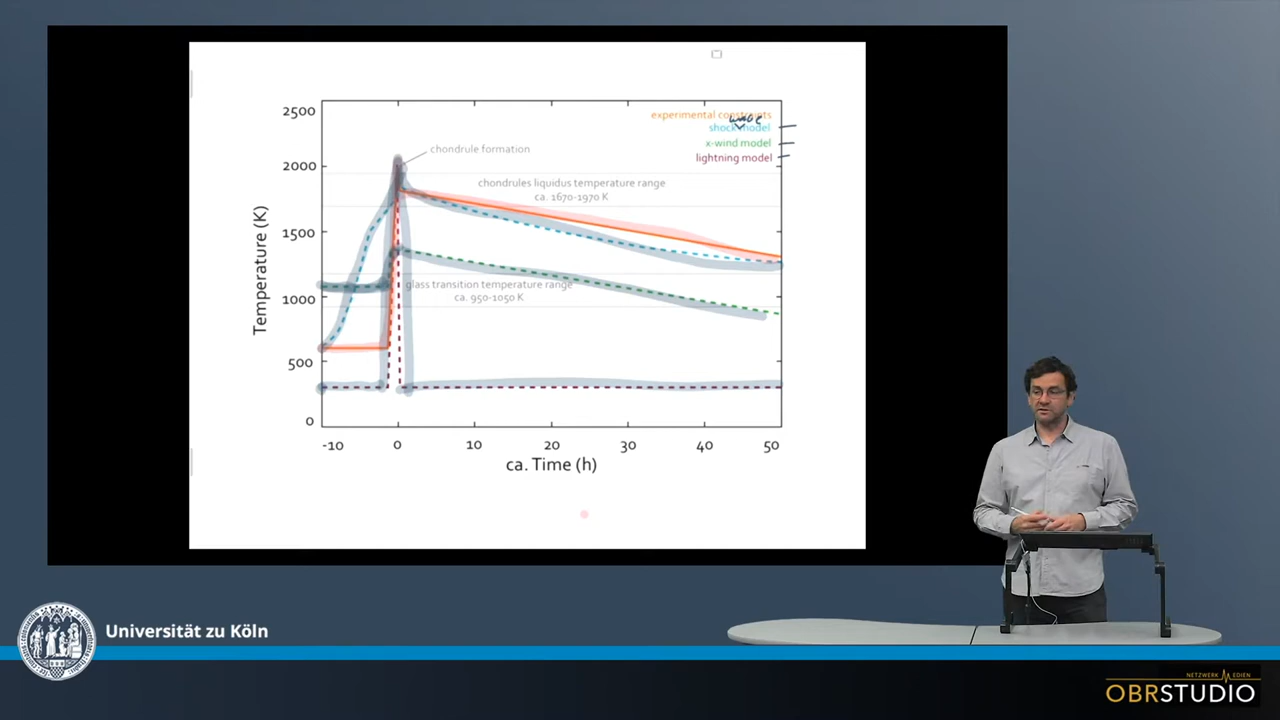 experimental constraints
wave
shock model
x-wind model
lightning model
2500
2000
1500
1000
500
0
Temperature (K)
chondrule formation
chondrules liquidus temperature range
ca. 1670-1970 K
glass transition temperature range
ca. 950-1050 K
-10
0
10
20
30
40
50
ca. Time (h)
Universität zu Köln
NETZWERK MEDIEN
OBRSTUDIO